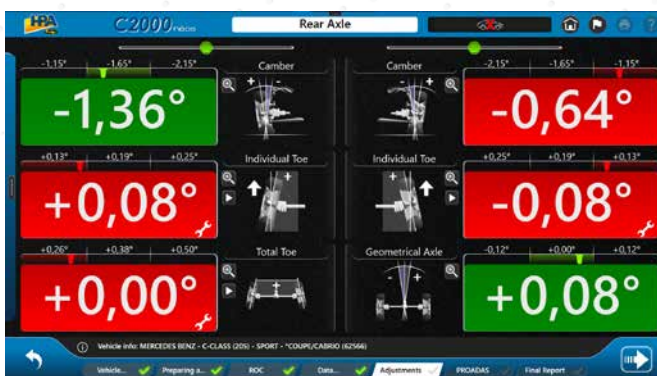 HPA C2000 Rear Axle
-1,15° -1,65° -2,15° Camber Camber -2,15° -1,65° -1,15°
-1,36° -0,64°
+0,13° +0,19° +0,25° Individual Toe Individual Toe +0,25° +0,19° +0,13°
+0,08° -0,08°
+0,26° +0,38° +0,50° Total Toe Geometrical Axle -0,12° +0,00° +0,12°
+0,00° +0,08°
Vehicle info: MERCEDES BENZ - C-CLASS (205) - SPORT - *COUPE/CABRIO (62566)
Vehicle... Preparing a... ROC Data... Adjustments PROADAS Final Report